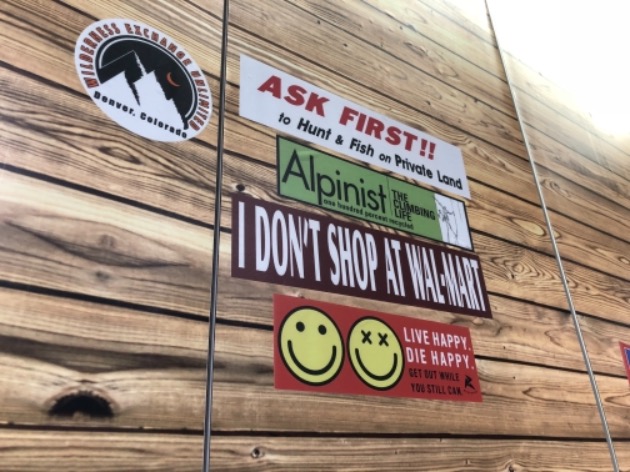 WILDERNESS EXCHANGE UNLIMITED
Denver, Colorado
ASK FIRST!!
to Hunt & Fish on Private Land
Alpinist
THE
CLIMBING
LIFE
one hundred percent recycled
I DON'T SHOP AT WAL-MART
LIVE HAPPY.
DIE HAPPY.
GET OUT WHILE
YOU STILL CAN